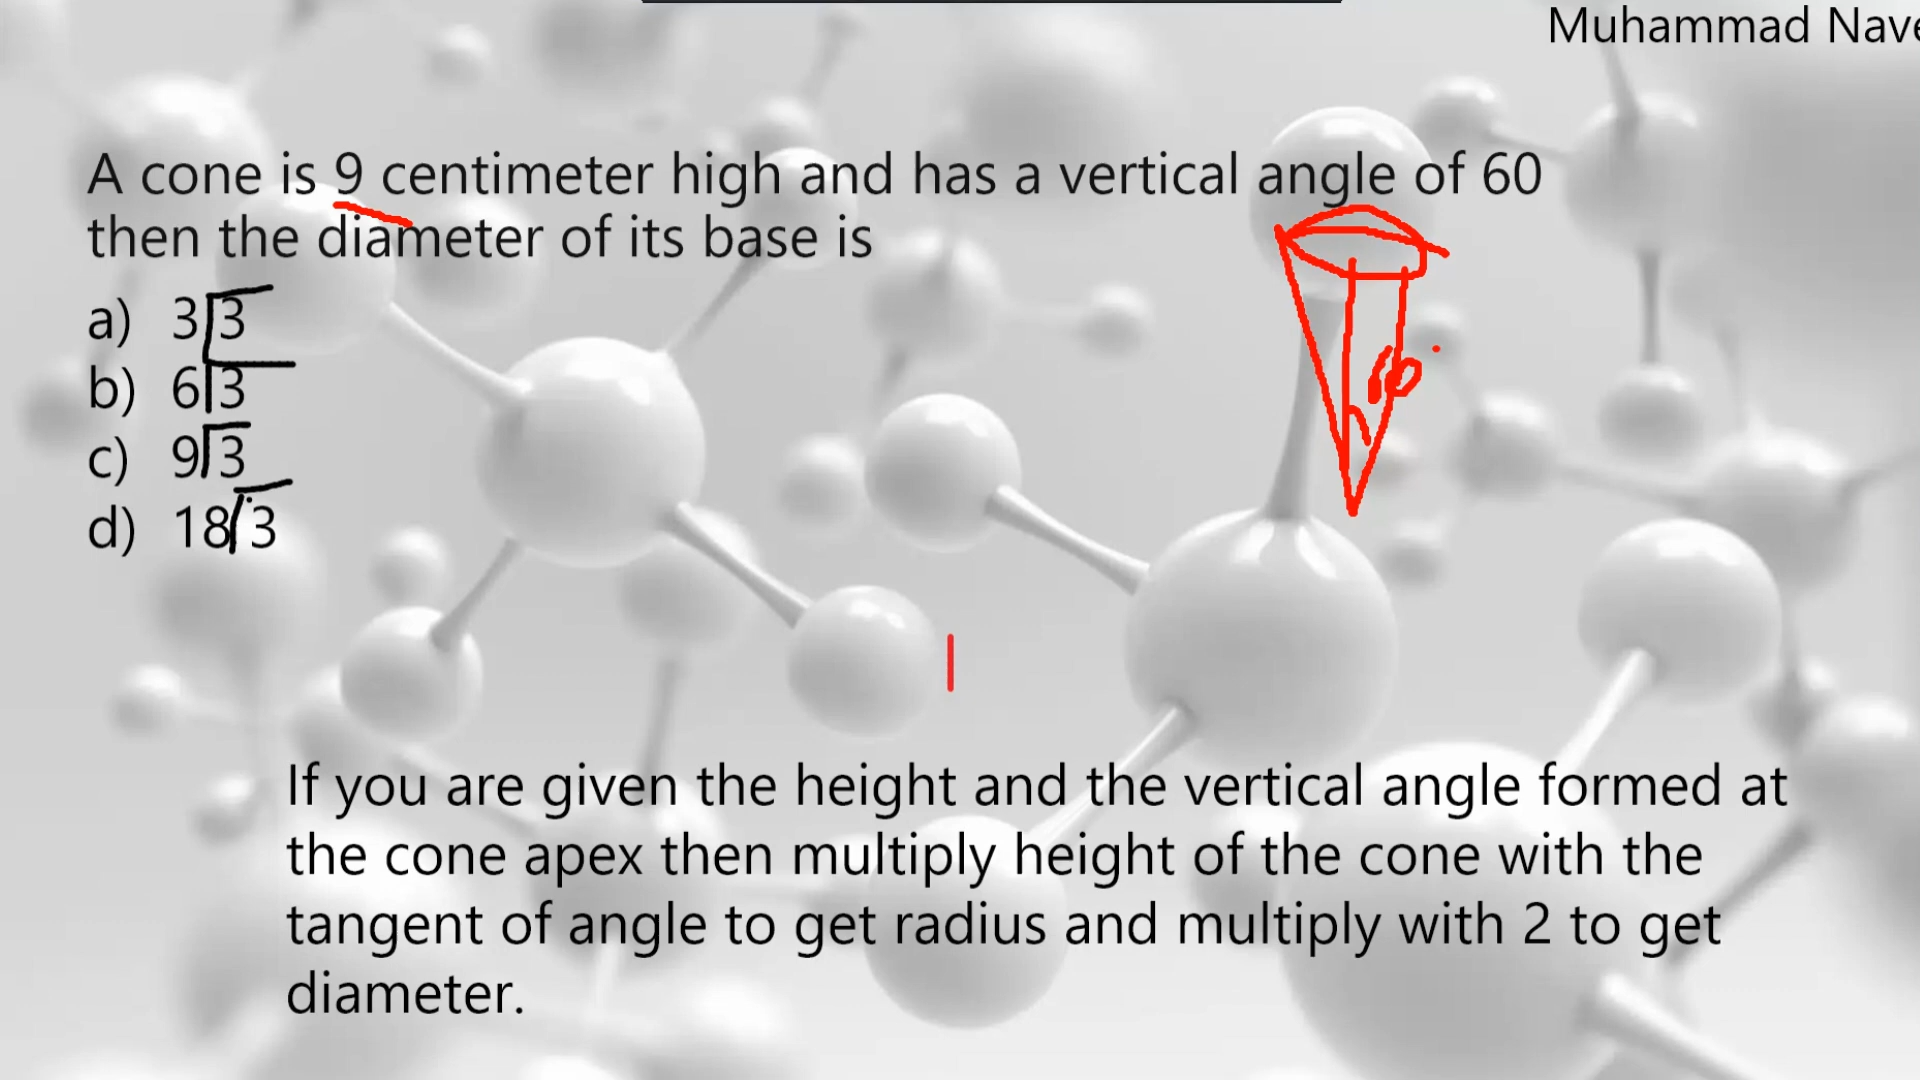 Muhammad Nave
A cone is 9 centimeter high and has a vertical angle of 60
then the diameter of its base is
a) 3√3
b) 6√3
c) 9√3
d) 18√3
60°
If you are given the height and the vertical angle formed at
the cone apex then multiply height of the cone with the
tangent of angle to get radius and multiply with 2 to get
diameter.